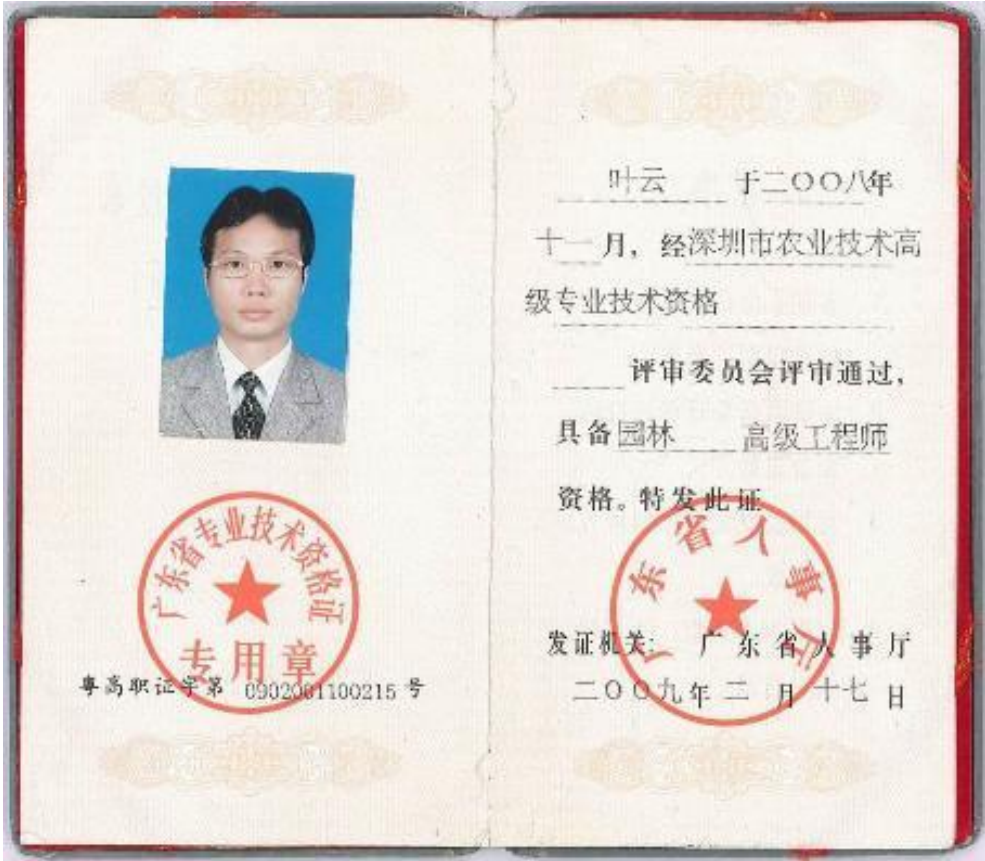 广东省专业技术资格证
专用章
粤高职证字第 0902001100215 号
叶云 于二〇〇八年
十一月，经深圳市农业技术高
级专业技术资格
评审委员会评审通过，
具备园林 高级工程师
资格。特发此证
广东省人事厅
发证机关: 广东省人事厅
二〇〇九年二月十七日